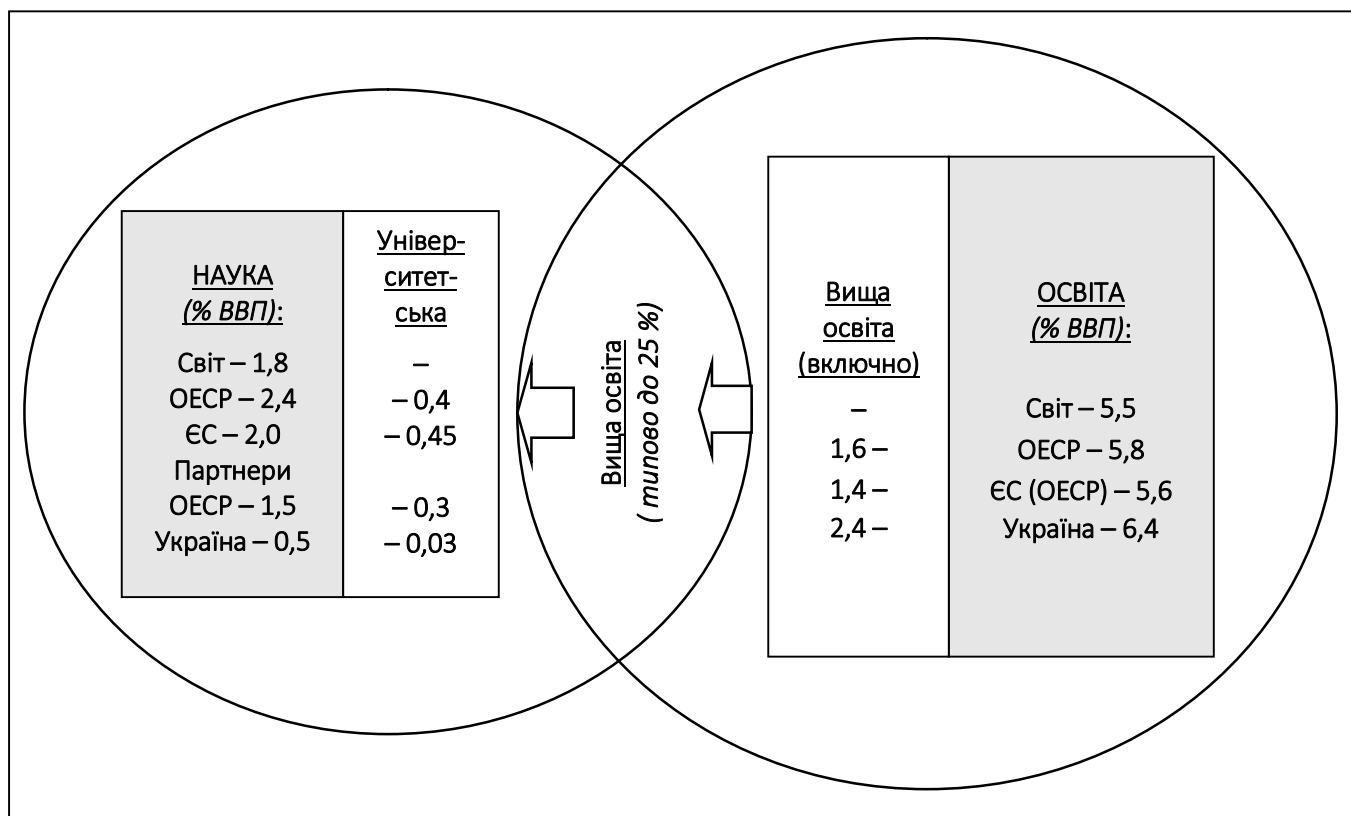 НАУКА
(% ВВП):
Світ – 1,8
ОЕСР – 2,4
ЄС – 2,0
Партнери
ОЕСР – 1,5
Україна – 0,5
Універ-
ситет-
ська
–
– 0,4
– 0,45
– 0,3
– 0,03
Вища освіта
( типово до 25 %)
Вища
освіта
(включно)
–
1,6 –
1,4 –
2,4 –
ОСВІТА
(% ВВП):
Світ – 5,5
ОЕСР – 5,8
ЄС (ОЕСР) – 5,6
Україна – 6,4